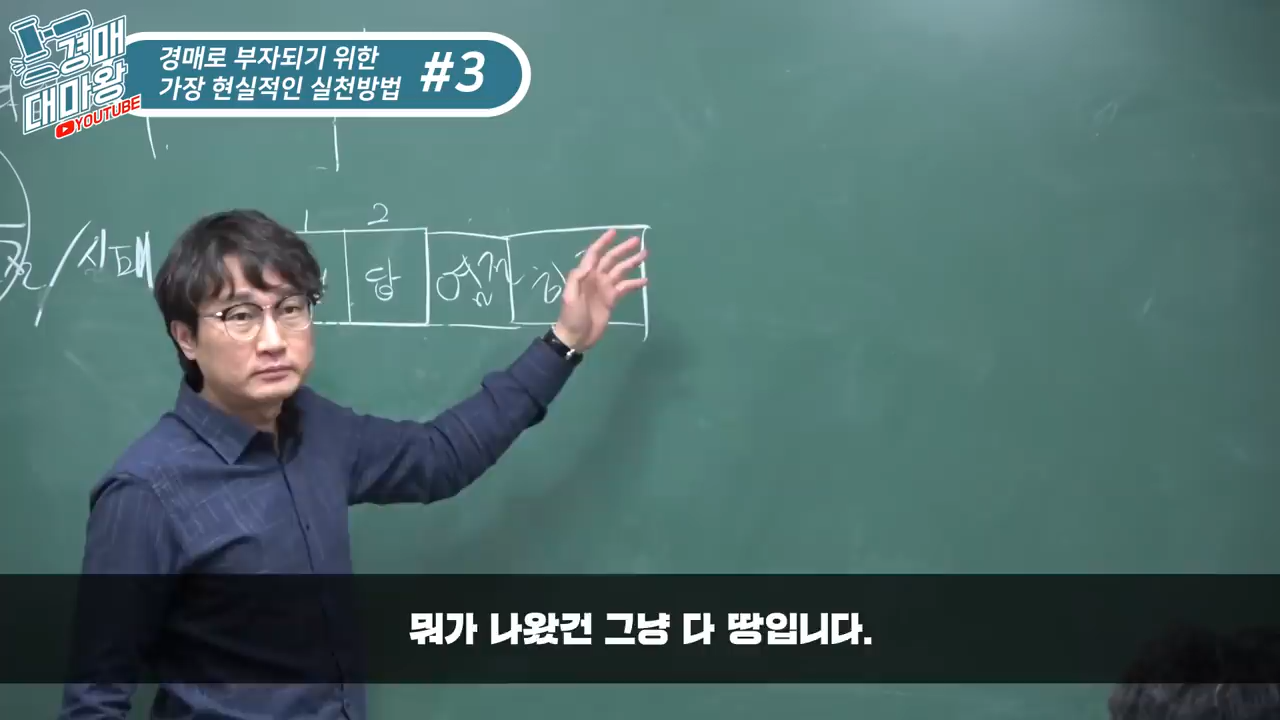 경매
대마왕
YOUTUBE
경매로 부자되기 위한
가장 현실적인 실천방법
#3
1
2
답
염전
뭐가 나왔건 그냥 다 땅입니다.